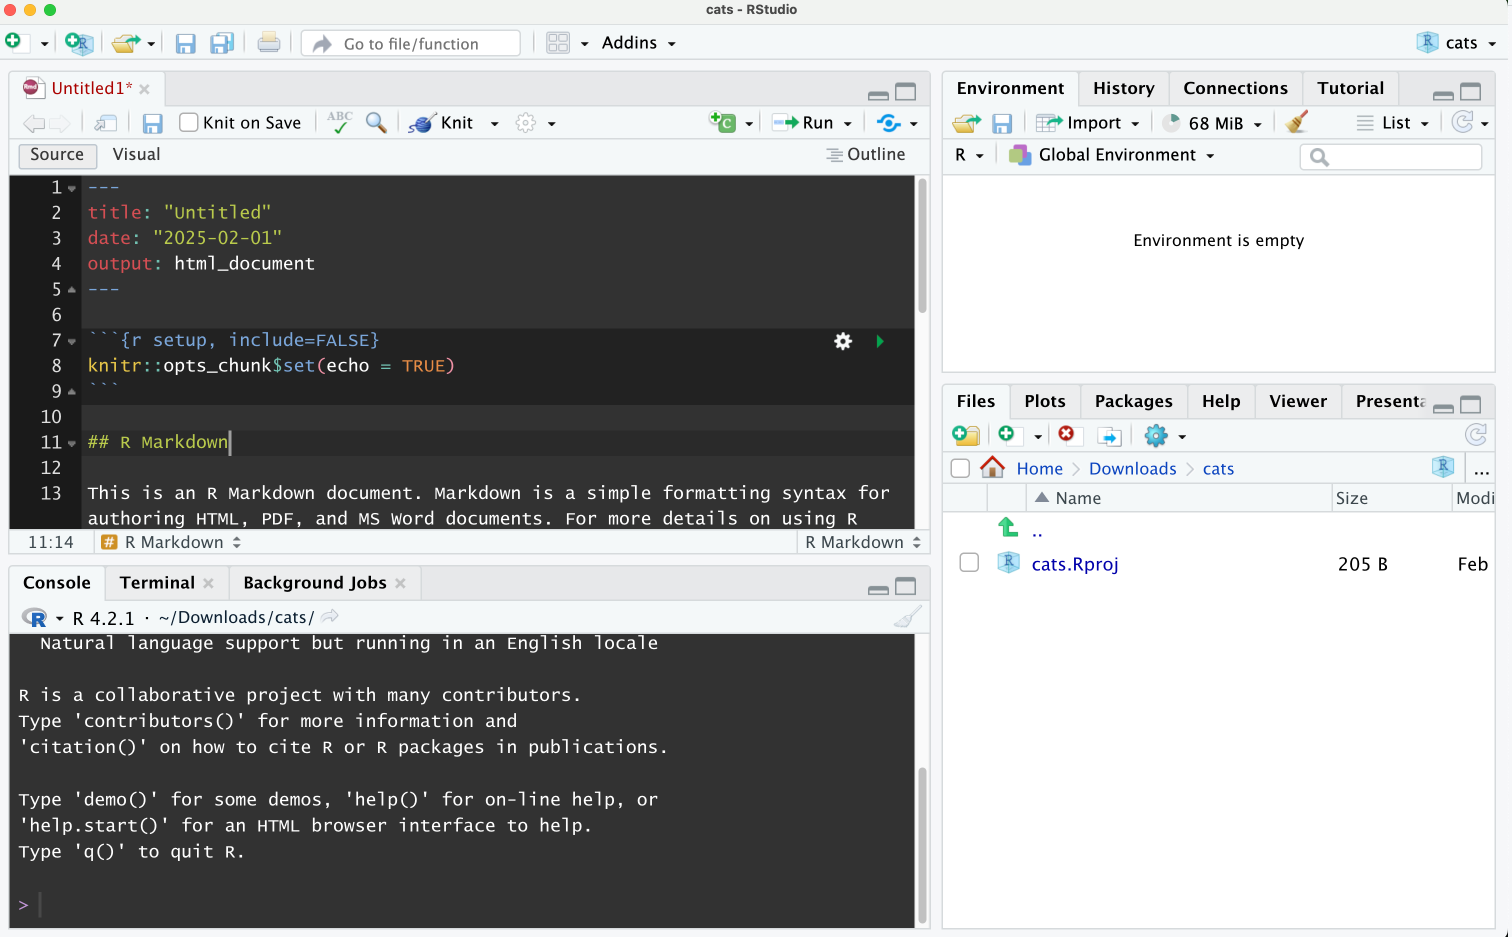 cats - RStudio
Go to file/function
Addins
cats
Untitled1*
Knit on Save
ABC
Knit
Run
Source
Visual
Outline
1 ---
2 title: "Untitled"
3 date: "2025-02-01"
4 output: html_document
5 ---
6
7 ```{r setup, include=FALSE}
8 knitr::opts_chunk$set(echo = TRUE)
9 ```
10
11 ## R Markdown
12
13 This is an R Markdown document. Markdown is a simple formatting syntax for
authoring HTML, PDF, and MS Word documents. For more details on using R
11:14
# R Markdown
R Markdown
Console
Terminal
Background Jobs
R 4.2.1 · ~/Downloads/cats/
Natural language support but running in an English locale
R is a collaborative project with many contributors.
Type 'contributors()' for more information and
'citation()' on how to cite R or R packages in publications.
Type 'demo()' for some demos, 'help()' for on-line help, or
'help.start()' for an HTML browser interface to help.
Type 'q()' to quit R.
>
Environment
History
Connections
Tutorial
Import
68 MiB
List
R
Global Environment
Environment is empty
Files
Plots
Packages
Help
Viewer
Presenta
Home
Downloads
cats
...
Name
Size
Modi
..
cats.Rproj
205 B
Feb